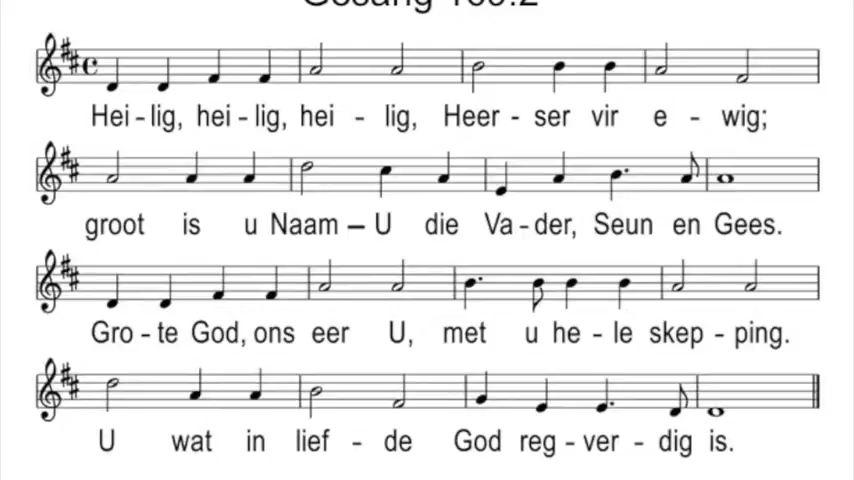 Hei - lig, hei - lig, hei - lig, Heer - ser vir e - wig;
groot is u Naam – U die Va - der, Seun en Gees.
Gro - te God, ons eer U, met u he - le skep - ping.
U wat in lief - de God reg - ver - dig is.